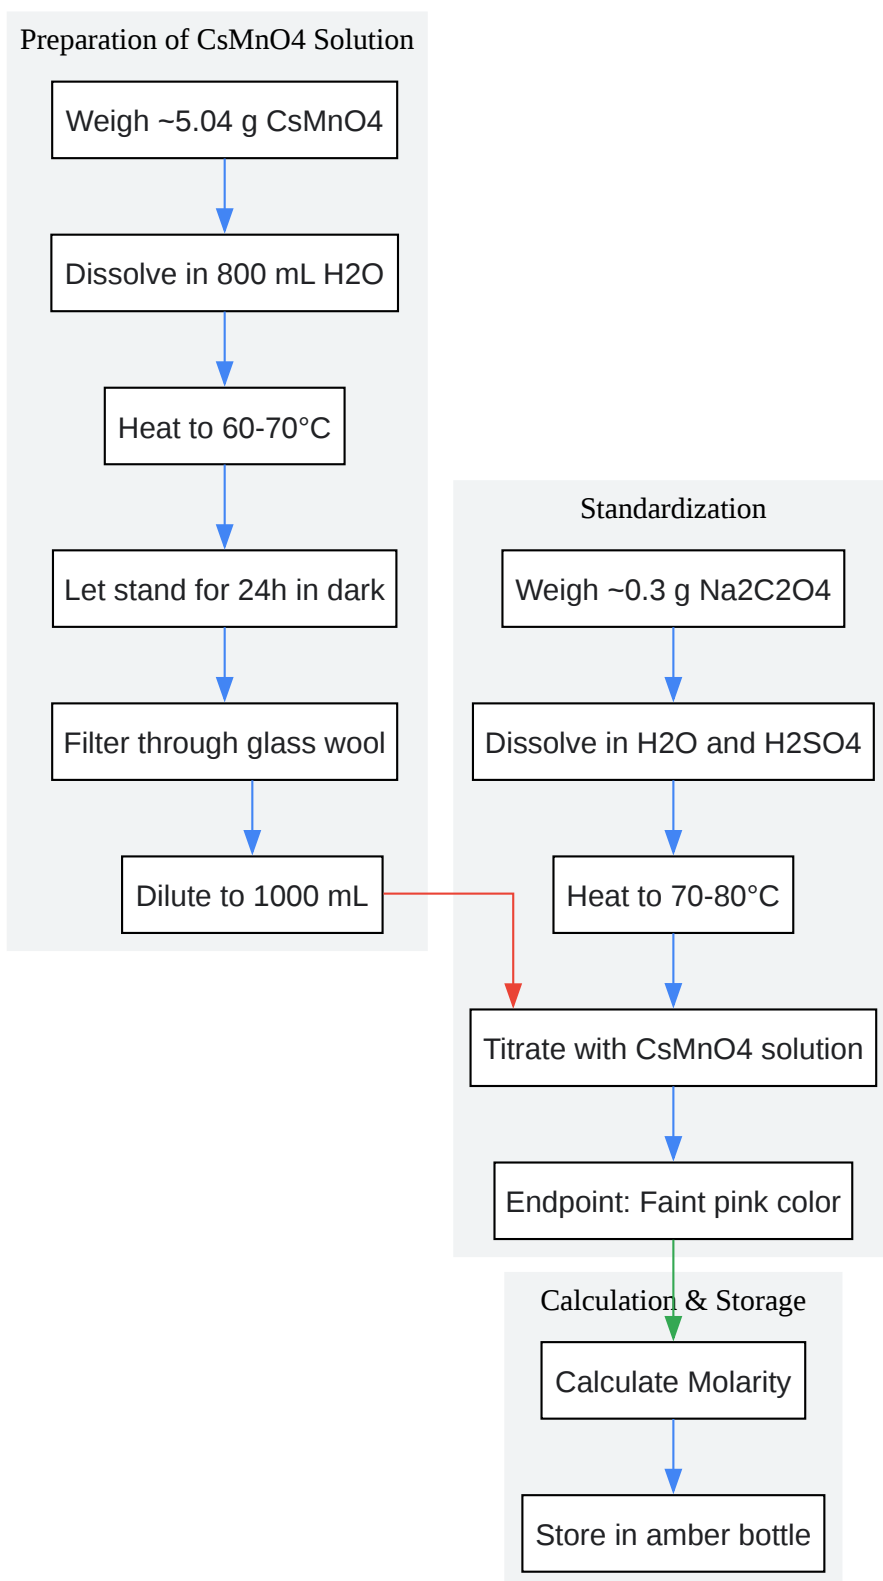 Preparation of CsMnO4 Solution
Weigh ~5.04 g CsMnO4
Dissolve in 800 mL H2O
Heat to 60-70°C
Let stand for 24h in dark
Filter through glass wool
Dilute to 1000 mL
Standardization
Weigh ~0.3 g Na2C2O4
Dissolve in H2O and H2SO4
Heat to 70-80°C
Titrate with CsMnO4 solution
Endpoint: Faint pink color
Calculation & Storage
Calculate Molarity
Store in amber bottle